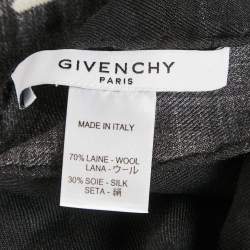 GIVENCHY
PARIS
MADE IN ITALY
70% LAINE - WOOL
LANA - ウール
30% SOIE - SILK
SETA - 絹